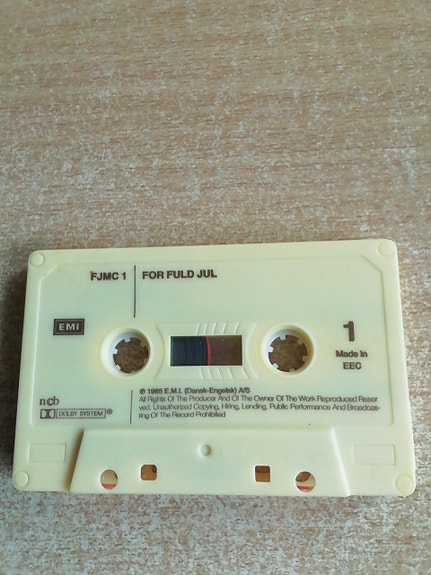 FJMC 1
FOR FULD JUL
EMI
1
Made in
EEC
℗ 1985 E.M.I. (Dansk-Engelsk) A/S
All Rights Of The Producer And Of The Owner Of The Work Reproduced Reser
ved. Unauthorized Copying, Hiring, Lending, Public Performance And Broadcas-
ting Of The Record Prohibited
ncb
DOLBY SYSTEM ®